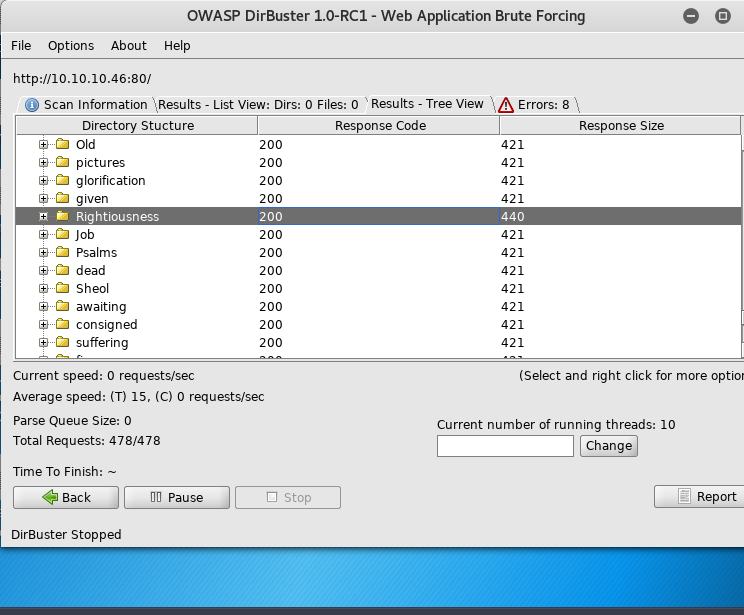 OWASP DirBuster 1.0-RC1 - Web Application Brute Forcing
File Options About Help
http://10.10.10.46:80/
Scan Information Results - List View: Dirs: 0 Files: 0 Results - Tree View Errors: 8
Directory Stucture Response Code Response Size
Old 200 421
pictures 200 421
glorification 200 421
given 200 421
Rightiousness 200 440
Job 200 421
Psalms 200 421
dead 200 421
Sheol 200 421
awaiting 200 421
consigned 200 421
suffering 200 421
Current speed: 0 requests/sec (Select and right click for more option
Average speed: (T) 15, (C) 0 requests/sec
Parse Queue Size: 0 Current number of running threads: 10
Total Requests: 478/478 Change
Time To Finish: ~
Back Pause Stop Report
DirBuster Stopped